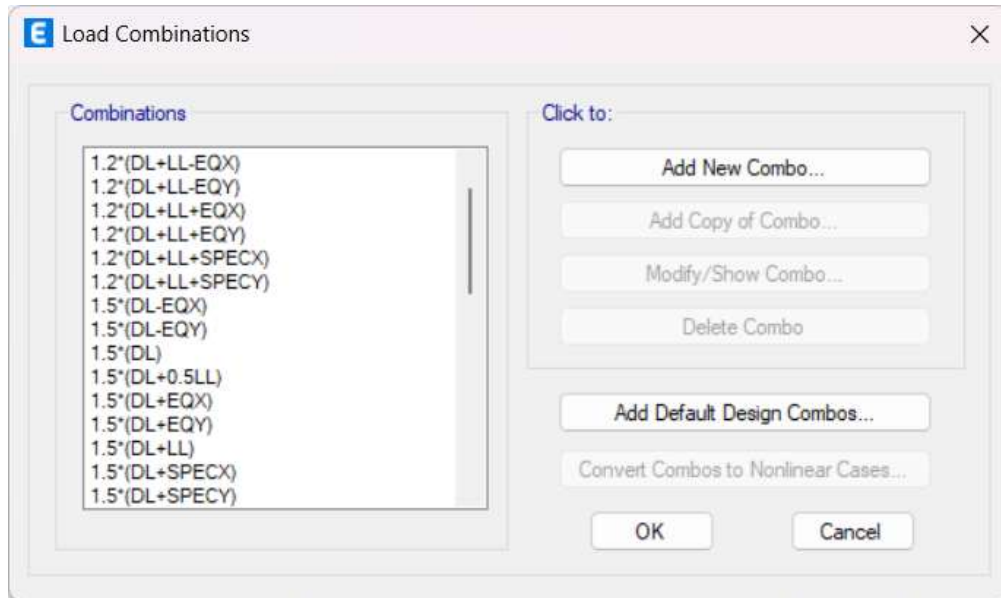 E Load Combinations
Combinations
1.2*(DL+LL-EQX)
1.2*(DL+LL-EQY)
1.2*(DL+LL+EQX)
1.2*(DL+LL+EQY)
1.2*(DL+LL+SPECX)
1.2*(DL+LL+SPECY)
1.5*(DL-EQX)
1.5*(DL-EQY)
1.5*(DL)
1.5*(DL+0.5LL)
1.5*(DL+EQX)
1.5*(DL+EQY)
1.5*(DL+LL)
1.5*(DL+SPECX)
1.5*(DL+SPECY)
Click to:
Add New Combo...
Add Copy of Combo...
Modify/Show Combo...
Delete Combo
Add Default Design Combos...
Convert Combos to Nonlinear Cases...
OK
Cancel